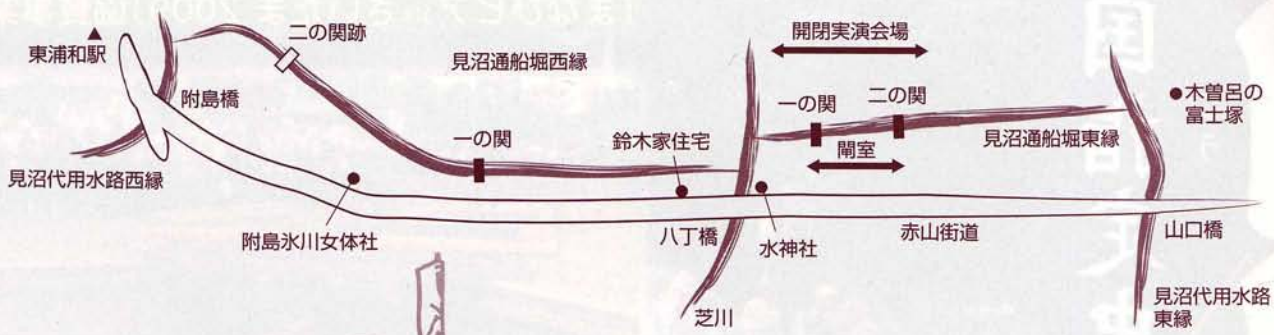 東浦和駅
二の関跡
見沼通船堀西縁
開閉実演会場
附島橋
一の関
鈴木家住宅
一の関
二の関
閘室
見沼通船堀東縁
木曽呂の
富士塚
見沼代用水路西縁
附島氷川女体社
八丁橋
水神社
赤山街道
山口橋
芝川
見沼代用水路
東縁